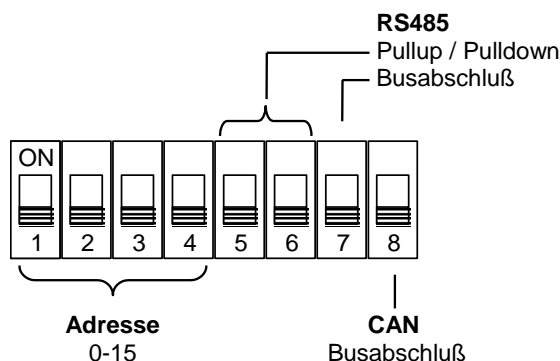 RS485
Pullup / Pulldown
Busabschluß
ON
1 2 3 4 5 6 7 8
Adresse
0-15
CAN
Busabschluß